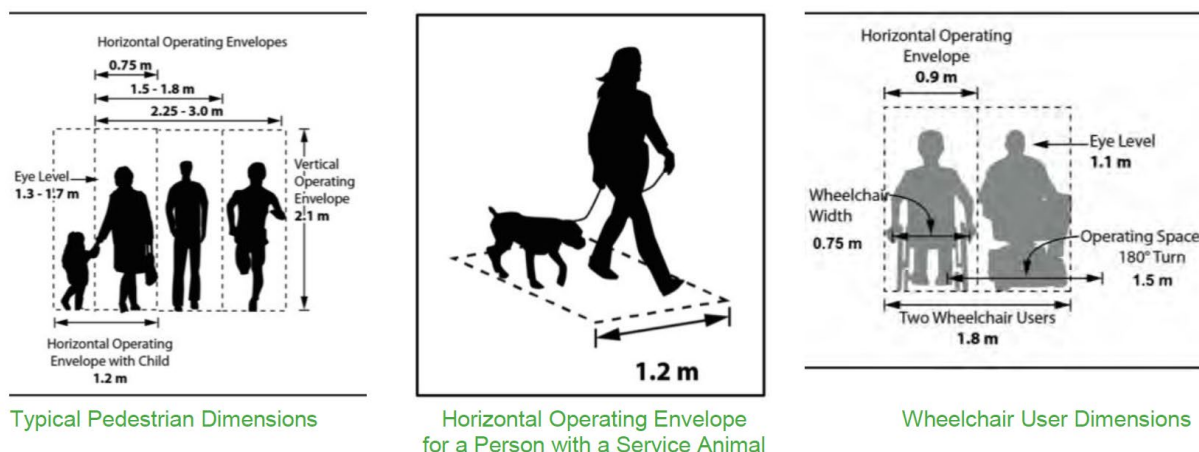 Horizontal Operating Envelopes
0.75 m
1.5 - 1.8 m
2.25 - 3.0 m
Eye Level
1.3 - 1.7 m
Vertical
Operating
Envelope
2.1 m
Horizontal Operating
Envelope with Child
1.2 m
Typical Pedestrian Dimensions
1.2 m
Horizontal Operating Envelope
for a Person with a Service Animal
Horizontal Operating
Envelope
0.9 m
Eye Level
1.1 m
Wheelchair
Width
0.75 m
Operating Space
180° Turn
1.5 m
Two Wheelchair Users
1.8 m
Wheelchair User Dimensions